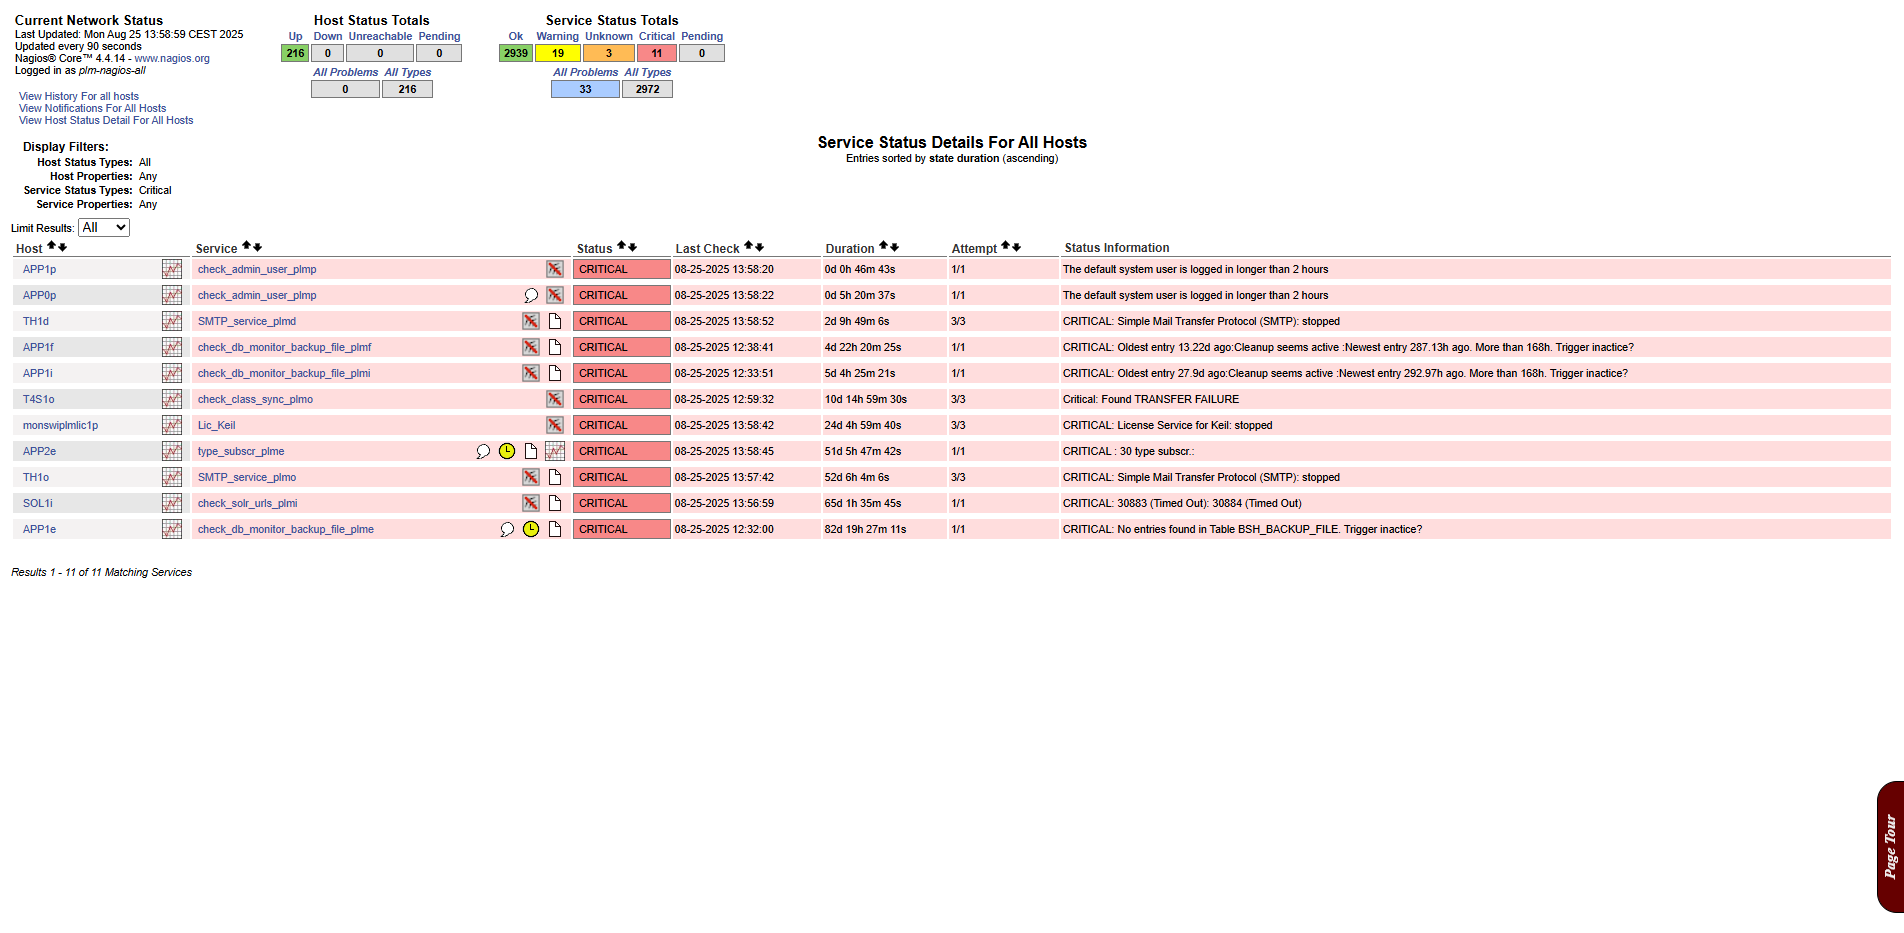 Current Network Status
Last Updated: Mon Aug 25 13:58:59 CEST 2025
Updated every 90 seconds
Nagios® Core™ 4.4.14 - www.nagios.org
Logged in as plm-nagios-all
View History For all hosts
View Notifications For All Hosts
View Host Status Detail For All Hosts
Host Status Totals
Up Down Unreachable Pending
216 0 0 0
All Problems All Types
0 216
Service Status Totals
Ok Warning Unknown Critical Pending
2939 19 3 11 0
All Problems All Types
33 2972
Display Filters:
Host Status Types: All
Host Properties: Any
Service Status Types: Critical
Service Properties: Any
Service Status Details For All Hosts
Entries sorted by state duration (ascending)
Limit Results: All
Host Service Status Last Check Duration Attempt Status Information
APP1p check_admin_user_plmp CRITICAL 08-25-2025 13:58:20 0d 0h 46m 43s 1/1 The default system user is logged in longer than 2 hours
APP0p check_admin_user_plmp CRITICAL 08-25-2025 13:58:22 0d 5h 20m 37s 1/1 The default system user is logged in longer than 2 hours
TH1d SMTP_service_plmd CRITICAL 08-25-2025 13:58:52 2d 9h 49m 6s 3/3 CRITICAL: Simple Mail Transfer Protocol (SMTP): stopped
APP1f check_db_monitor_backup_file_plmf CRITICAL 08-25-2025 12:38:41 4d 22h 20m 25s 1/1 CRITICAL: Oldest entry 13.22d ago:Cleanup seems active :Newest entry 287.13h ago. More than 168h. Trigger inactice?
APP1i check_db_monitor_backup_file_plmi CRITICAL 08-25-2025 12:33:51 5d 4h 25m 21s 1/1 CRITICAL: Oldest entry 27.9d ago:Cleanup seems active :Newest entry 292.97h ago. More than 168h. Trigger inactice?
T4S1o check_class_sync_plmo CRITICAL 08-25-2025 12:59:32 10d 14h 59m 30s 3/3 Critical: Found TRANSFER FAILURE
monswiplmlic1p Lic_Keil CRITICAL 08-25-2025 13:58:42 24d 4h 59m 40s 3/3 CRITICAL: License Service for Keil: stopped
APP2e type_subscr_plme CRITICAL 08-25-2025 13:58:45 51d 5h 47m 42s 1/1 CRITICAL : 30 type subscr.:
TH1o SMTP_service_plmo CRITICAL 08-25-2025 13:57:42 52d 6h 4m 6s 3/3 CRITICAL: Simple Mail Transfer Protocol (SMTP): stopped
SOL1i check_solr_urls_plmi CRITICAL 08-25-2025 13:56:59 65d 1h 35m 45s 1/1 CRITICAL: 30883 (Timed Out): 30884 (Timed Out)
APP1e check_db_monitor_backup_file_plme CRITICAL 08-25-2025 12:32:00 82d 19h 27m 11s 1/1 CRITICAL: No entries found in Table BSH_BACKUP_FILE. Trigger inactice?
Results 1 - 11 of 11 Matching Services
Page Tour